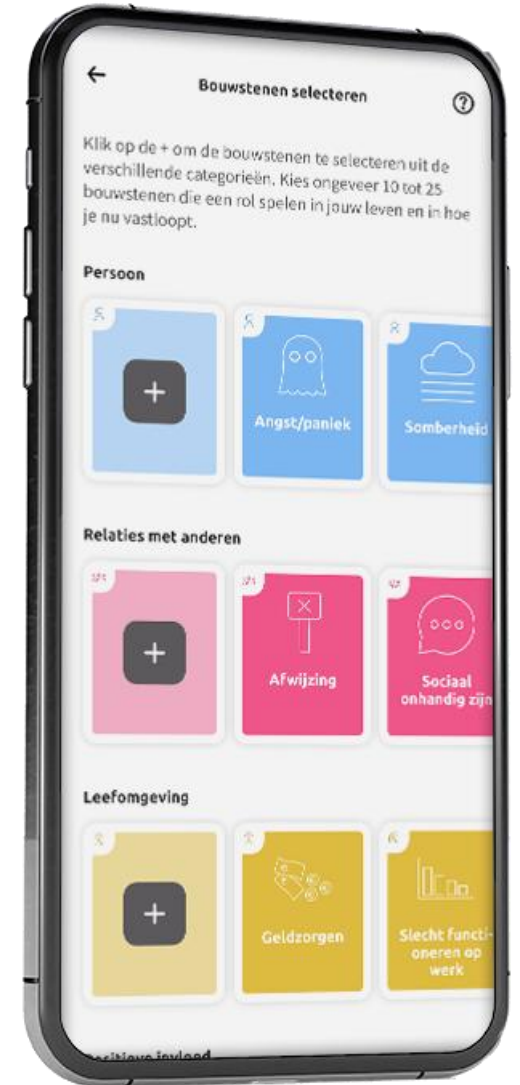 Bouwstenen selecteren
Klik op de + om de bouwstenen te selecteren uit de
verschillende categorieën. Kies ongeveer 10 tot 25
bouwstenen die een rol spelen in jouw leven en in hoe
je nu vastloopt.
Persoon
Angst/paniek
Somberheid
Relaties met anderen
Afwijzing
Sociaal
onhandig zijn
Leefomgeving
Geldzorgen
Slecht functi-
oneren op
werk
Positieve invloed